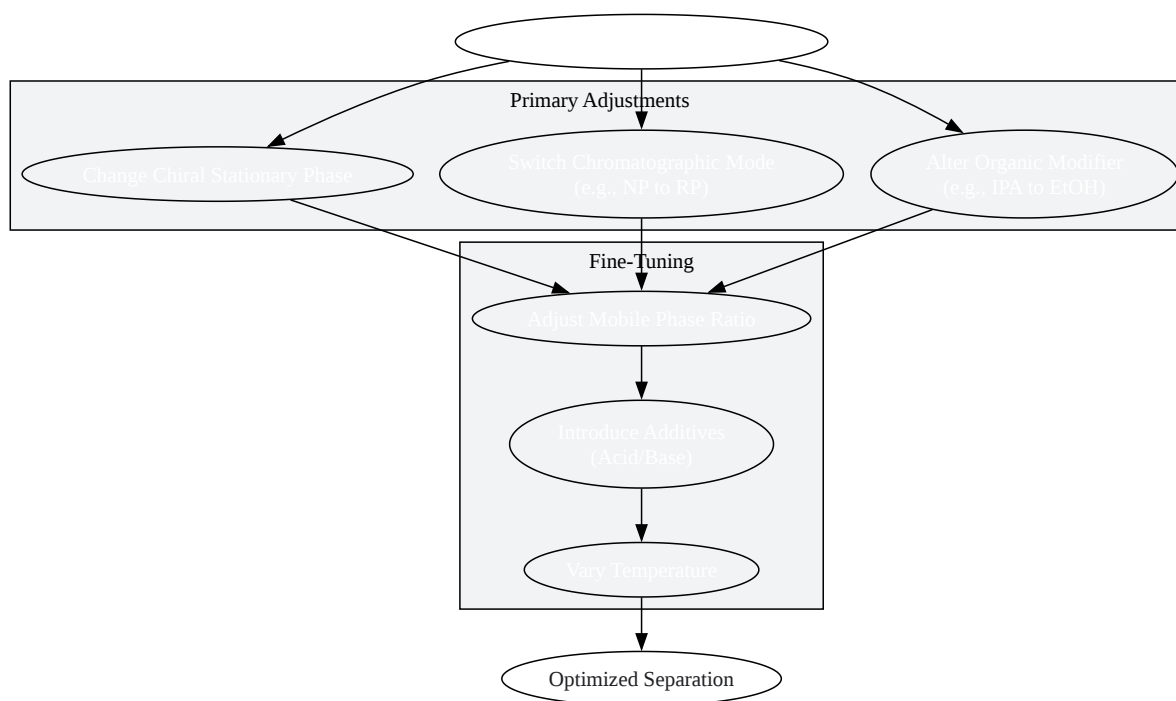 Primary Adjustments
Change Chiral Stationary Phase
Switch Chromatographic Mode
(e.g., NP to RP)
Alter Organic Modifier
(e.g., IPA to EtOH)
Fine-Tuning
Adjust Mobile Phase Ratio
Introduce Additives
(Acid/Base)
Vary Temperature
Optimized Separation